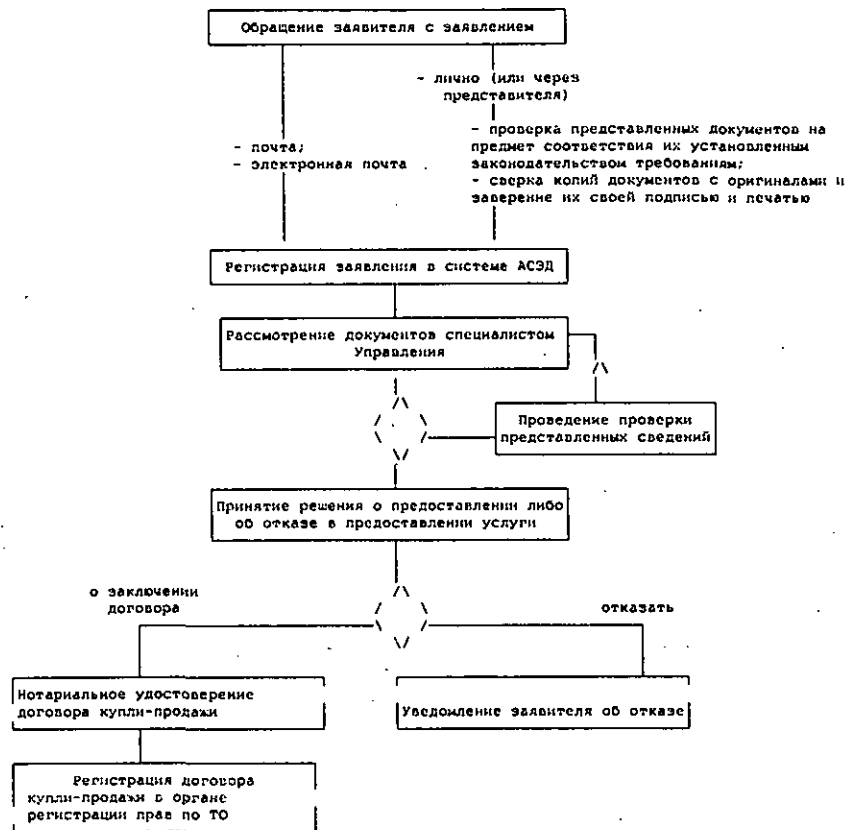 Обращение заявителя с заявлением
- лично (или через
представителя)
- почта;
- электронная почта
- проверка представленных документов на
предмет соответствия их установленным
законодательством требованиям;
- сверка копий документов с оригиналами и
заверение их своей подписью и печатью
Регистрация заявления в системе АСЭД
Рассмотрение документов специалистом
Управления
Проведение проверки
представленных сведений
Принятие решения о предоставлении либо
об отказе в предоставлении услуги
о заключении
договора
отказать
Нотариальное удостоверение
договора купли-продажи
Уведомление заявителя об отказе
Регистрация договора
купли-продажи в органе
регистрации прав по ТО